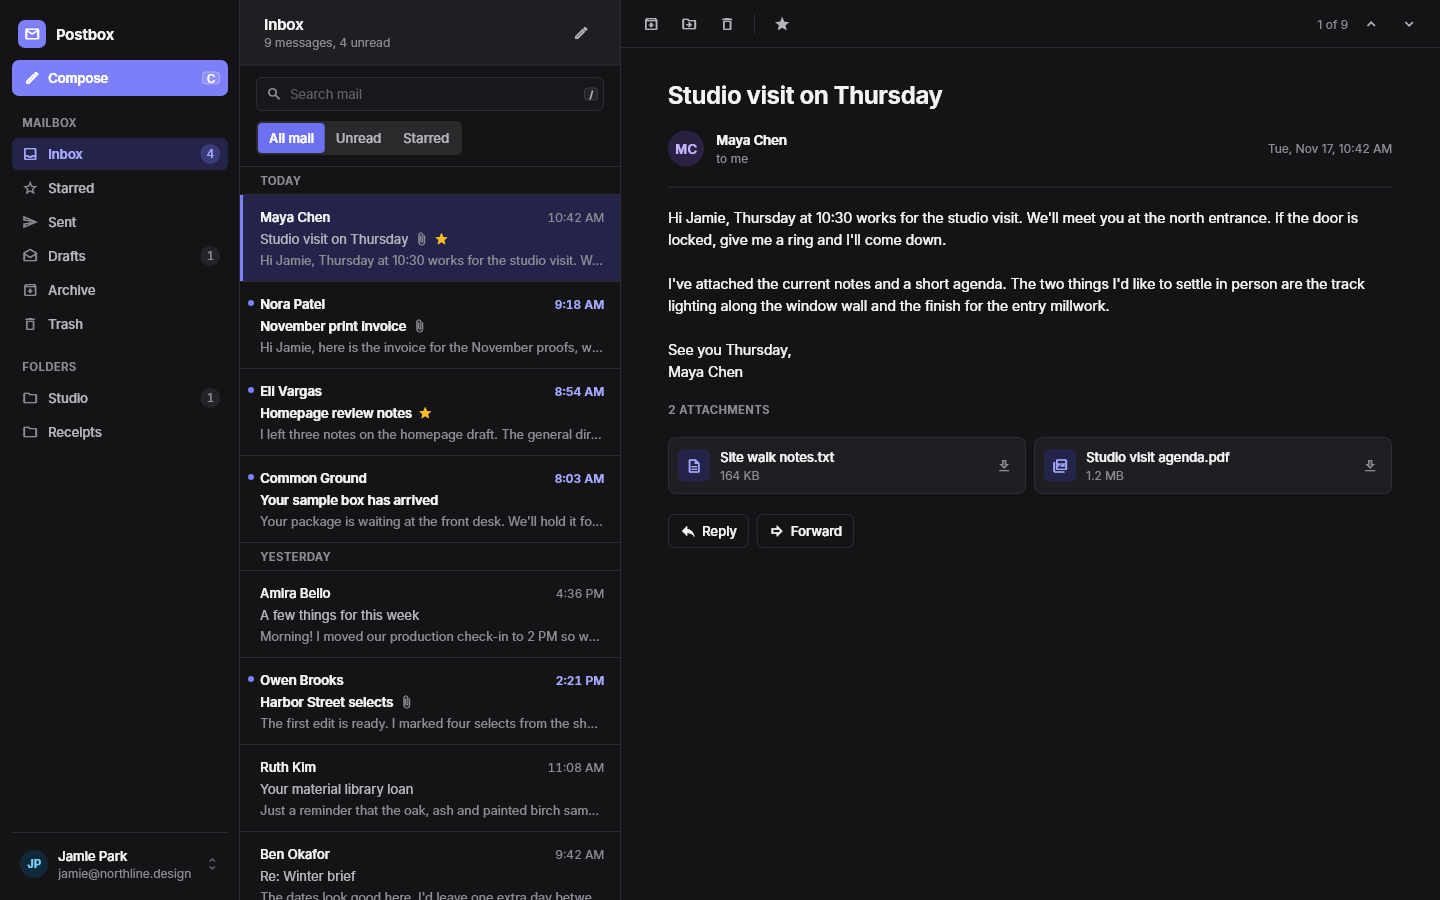 Postbox
Compose C
MAILBOX
Inbox 4
Starred
Sent
Drafts 1
Archive
Trash
FOLDERS
Studio 1
Receipts
JP
Jamie Park
jamie@northline.design
Inbox
9 messages, 4 unread
Search mail /
All mail Unread Starred
TODAY
Maya Chen 10:42 AM
Studio visit on Thursday
Hi Jamie, Thursday at 10:30 works for the studio visit. W...
Nora Patel 9:18 AM
November print invoice
Hi Jamie, here is the invoice for the November proofs, w...
Eli Vargas 8:54 AM
Homepage review notes
I left three notes on the homepage draft. The general dir...
Common Ground 8:03 AM
Your sample box has arrived
Your package is waiting at the front desk. We'll hold it fo...
YESTERDAY
Amira Bello 4:36 PM
A few things for this week
Morning! I moved our production check-in to 2 PM so w...
Owen Brooks 2:21 PM
Harbor Street selects
The first edit is ready. I marked four selects from the sh...
Ruth Kim 11:08 AM
Your material library loan
Just a reminder that the oak, ash and painted birch sam...
Ben Okafor 9:42 AM
Re: Winter brief
The dates look good here. I'd leave one extra day betwe...
1 of 9
Studio visit on Thursday
MC
Maya Chen
to me
Tue, Nov 17, 10:42 AM
Hi Jamie, Thursday at 10:30 works for the studio visit. We'll meet you at the north entrance. If the door is
locked, give me a ring and I'll come down.
I've attached the current notes and a short agenda. The two things I'd like to settle in person are the track
lighting along the window wall and the finish for the entry millwork.
See you Thursday,
Maya Chen
2 ATTACHMENTS
Site walk notes.txt
164 KB
Studio visit agenda.pdf
1.2 MB
Reply
Forward